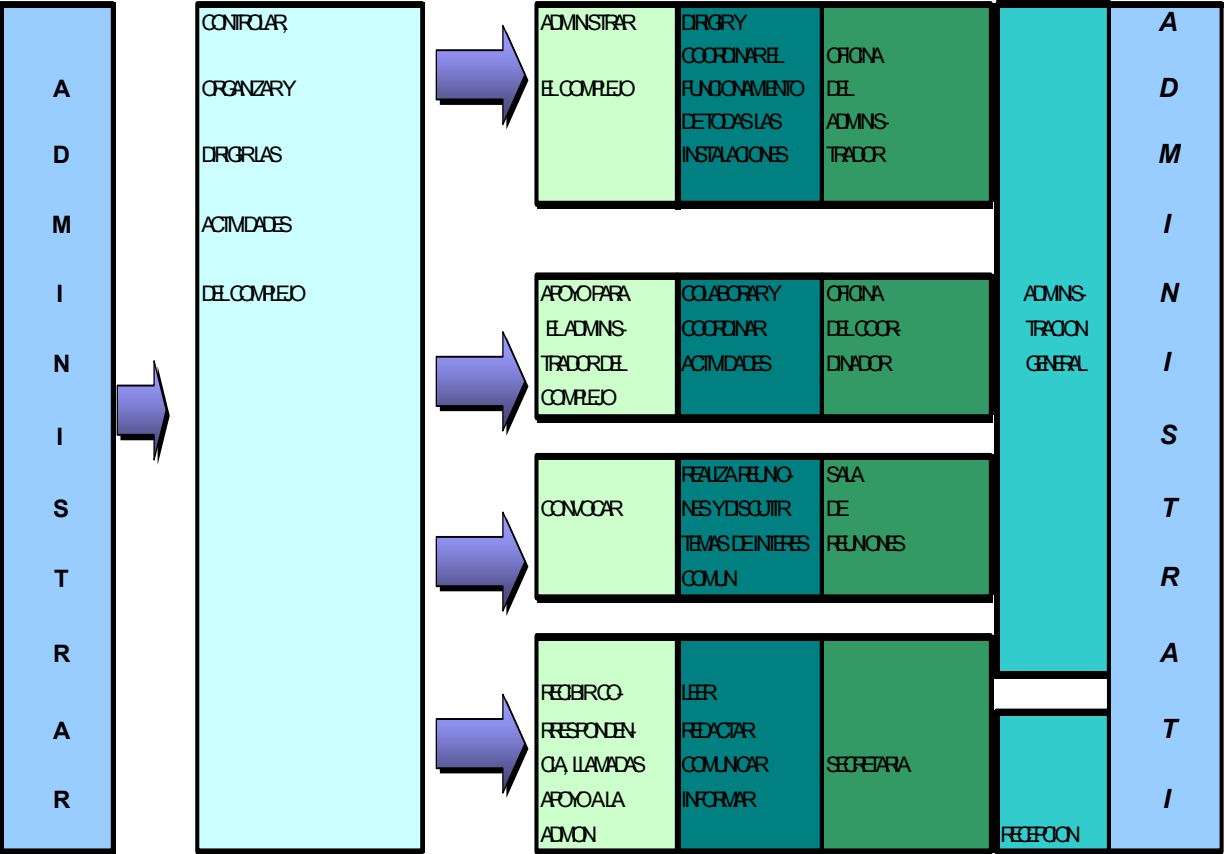 A
D
M
I
N
I
S
T
R
A
R
CONTROLAR,
ORGANIZAR Y
DIRIGIR LAS
ACTIVIDADES
DEL COMPLEJO
ADMINISTRAR
EL COMPLEJO
DIRIGIR Y
COORDINAR EL
FUNCIONAMIENTO
DE TODAS LAS
INSTALACIONES
OFICINA
DEL
ADMINIS-
TRADOR
APOYO PARA
EL ADMINIS-
TRADOR DEL
COMPLEJO
COLABORAR Y
COORDINAR
ACTIVIDADES
OFICINA
DEL COOR-
DINADOR
CONVOCAR
REALIZA REUNIO-
NES Y DISCUTIR
TEMAS DE INTERES
COMUN
SALA
DE
REUNIONES
RECIBIR CO-
RRESPONDEN-
CIA, LLAMADAS
APOYO A LA
ADMON
LEER
REDACTAR
COMUNICAR
INFORMAR
SECRETARIA
ADMINIS-
TRACION
GENERAL
RECEPCION
A
D
M
I
N
I
S
T
R
A
T
I